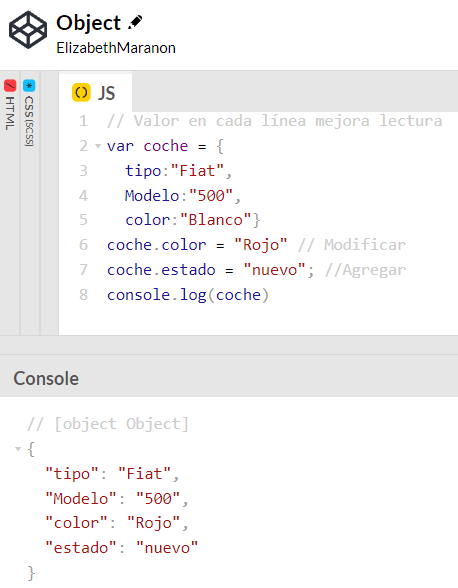 Object
ElizabethMaranon
HTML
CSS (SCSS)
JS
1 // Valor en cada línea mejora lectura
2 var coche = {
3 tipo:"Fiat",
4 Modelo:"500",
5 color:"Blanco"}
6 coche.color = "Rojo" // Modificar
7 coche.estado = "nuevo"; //Agregar
8 console.log(coche)
Console
// [object Object]
{
"tipo": "Fiat",
"Modelo": "500",
"color": "Rojo",
"estado": "nuevo"
}